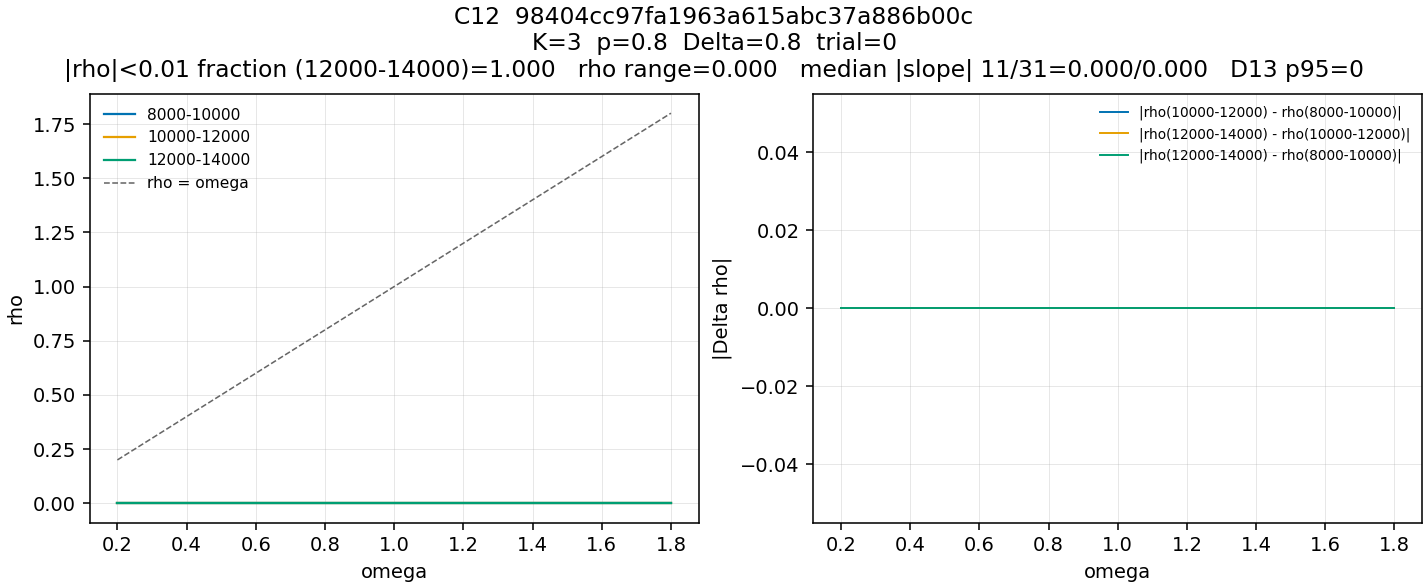 C12  98404cc97fa1963a615abc37a886b00c
K=3  p=0.8  Delta=0.8  trial=0
|rho|<0.01 fraction (12000-14000)=1.000   rho range=0.000   median |slope| 11/31=0.000/0.000   D13 p95=0
8000-10000
10000-12000
12000-14000
rho = omega
1.75
1.50
1.25
1.00
0.75
0.50
0.25
0.00
rho
0.2 0.4 0.6 0.8 1.0 1.2 1.4 1.6 1.8
omega
|rho(10000-12000) - rho(8000-10000)|
|rho(12000-14000) - rho(10000-12000)|
|rho(12000-14000) - rho(8000-10000)|
0.04
0.02
0.00
−0.02
−0.04
|Delta rho|
0.2 0.4 0.6 0.8 1.0 1.2 1.4 1.6 1.8
omega